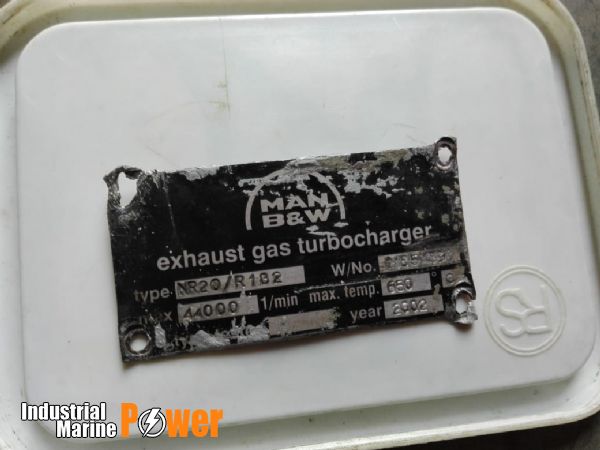 MAN
B&W
exhaust gas turbocharger
type NR20/R182 W/No.
max 44000 1/min max. temp. 650 °C
year 2002
RS
Industrial
Marine Power